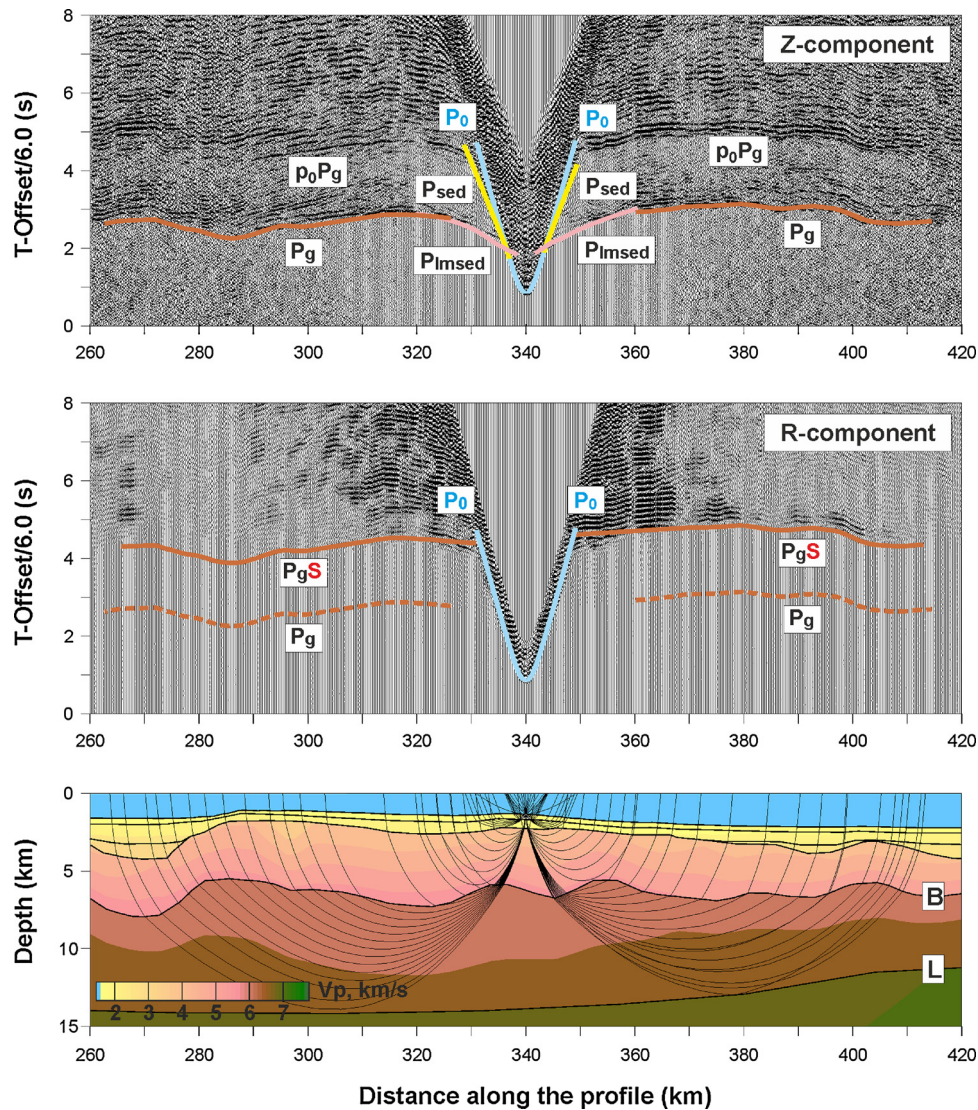 Z-component
T-Offset/6.0 (s)
8
6
4
2
0
P0 P0
p0Pg p0Pg
Psed Psed
Pg Pg
Plmsed Plmsed
260 280 300 320 340 360 380 400 420
R-component
T-Offset/6.0 (s)
8
6
4
2
0
P0 P0
PgS PgS
Pg Pg
260 280 300 320 340 360 380 400 420
Depth (km)
0
5
10
15
B
L
Vp, km/s
2 3 4 5 6 7
260 280 300 320 340 360 380 400 420
Distance along the profile (km)